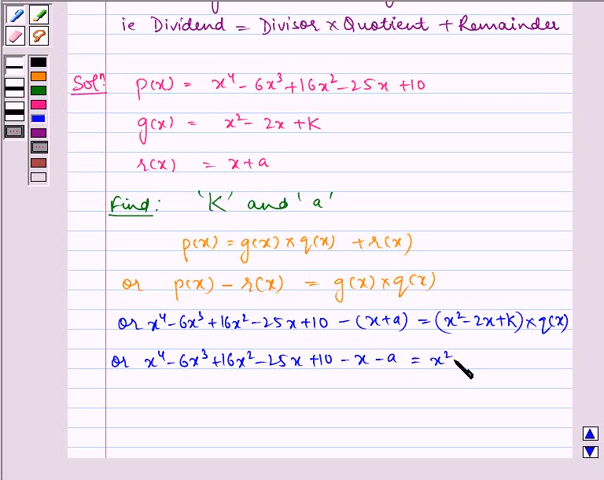 ie Dividend = Divisor × Quotient + Remainder
Solⁿ: p(x) = x⁴ - 6x³ + 16x² - 25x + 10
g(x) = x² - 2x + K
r(x) = x + a
Find: 'K' and 'a'
p(x) = g(x) × q(x) + r(x)
or p(x) - r(x) = g(x) × q(x)
or x⁴ - 6x³ + 16x² - 25x + 10 - (x + a) = (x² - 2x + K) × q(x)
or x⁴ - 6x³ + 16x² - 25x + 10 - x - a = x²